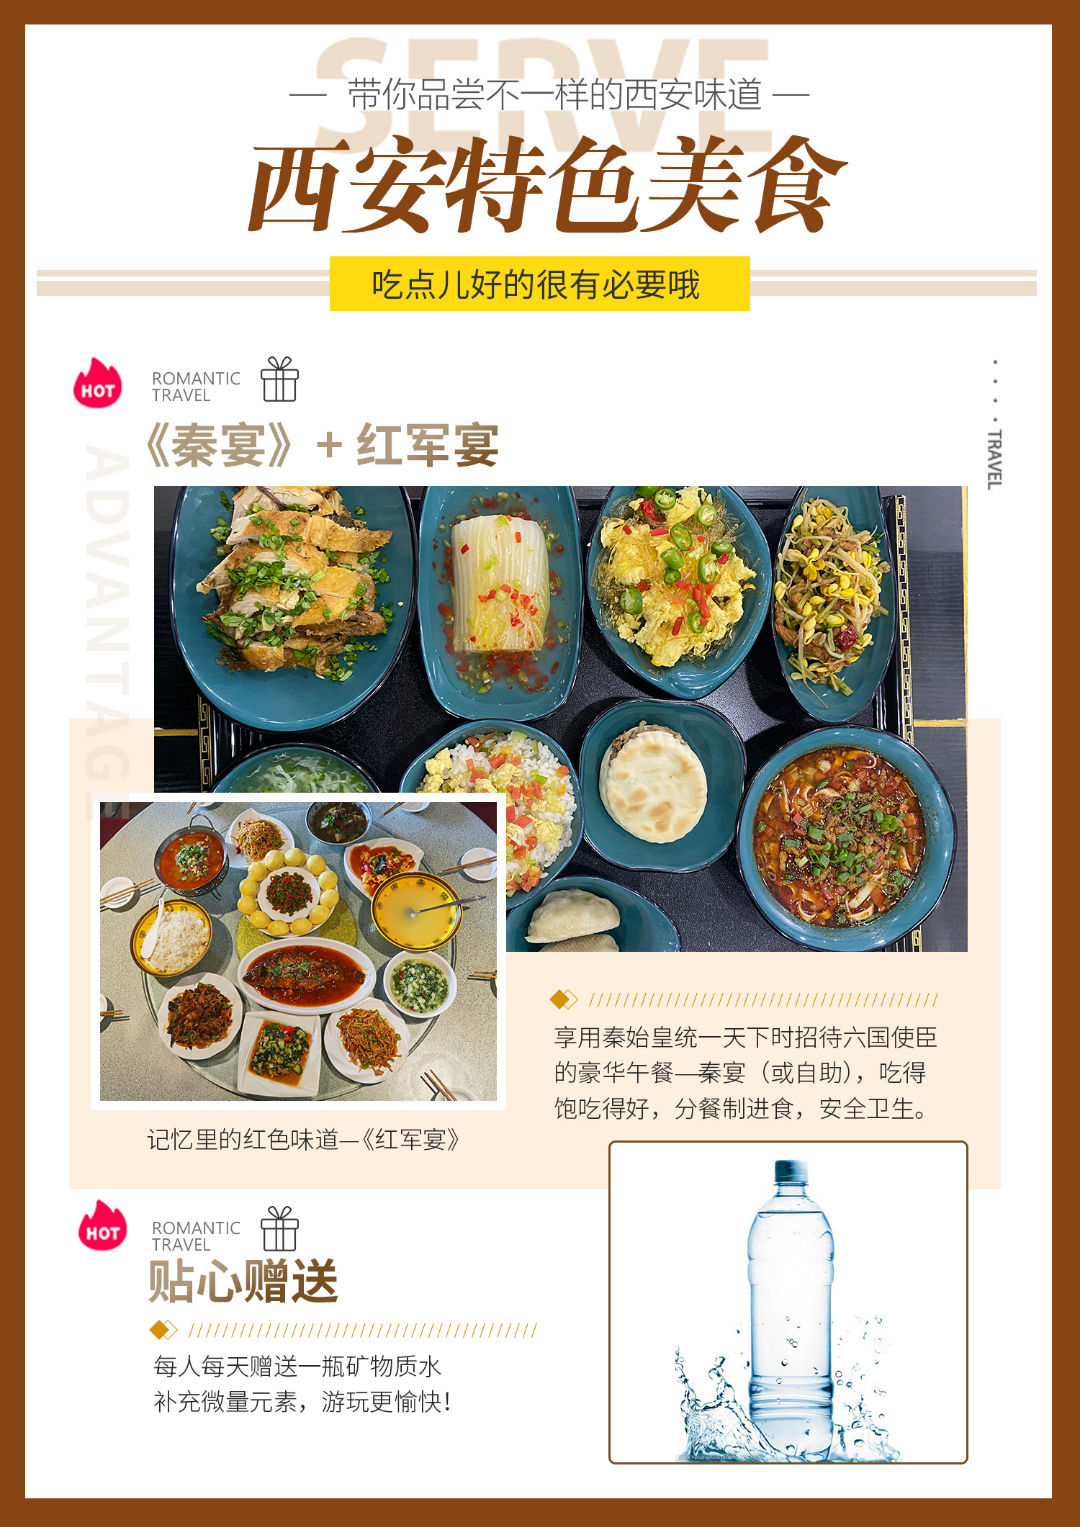 SERVE
— 带你品尝不一样的西安味道 —
西安特色美食
吃点儿好的很有必要哦
HOT
ROMANTIC
TRAVEL
《秦宴》+ 红军宴
TRAVEL
ADVANTAGE
享用秦始皇统一天下时招待六国使臣
的豪华午餐—秦宴（或自助），吃得
饱吃得好，分餐制进食，安全卫生。
记忆里的红色味道—《红军宴》
HOT
ROMANTIC
TRAVEL
贴心赠送
每人每天赠送一瓶矿物质水
补充微量元素，游玩更愉快！